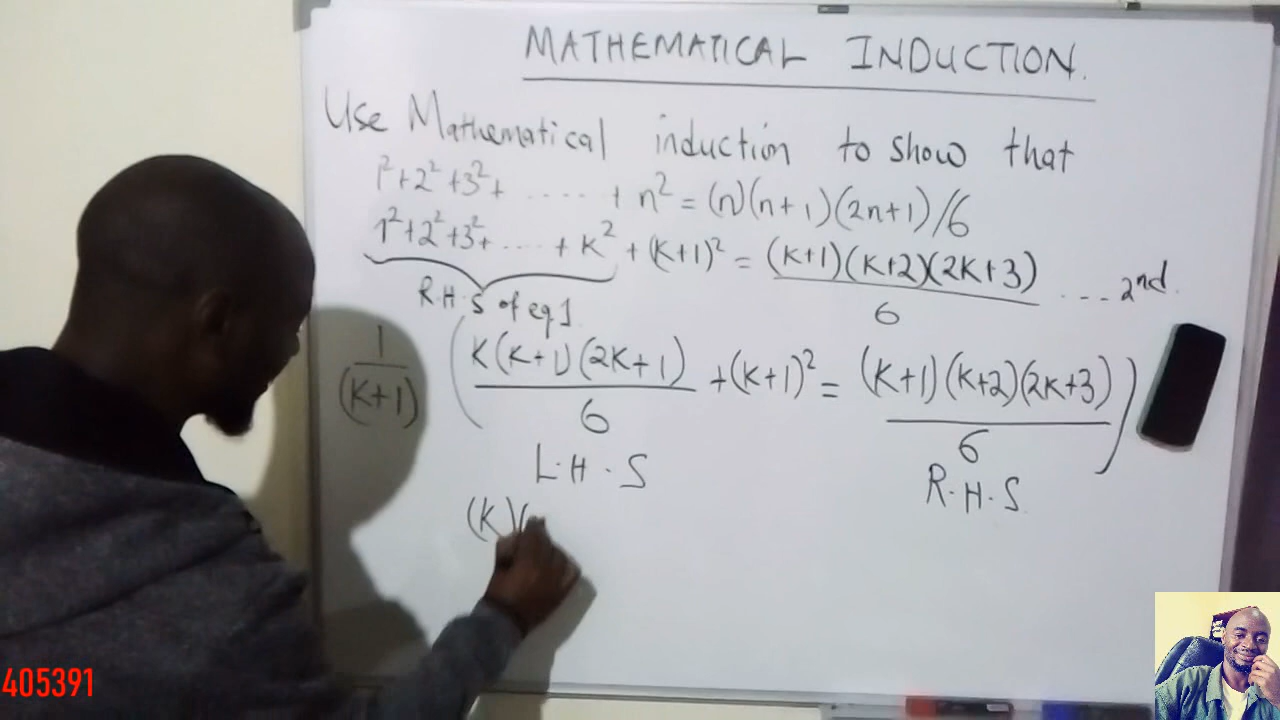 MATHEMATICAL INDUCTION.
Use Mathematical induction to show that
1²+2²+3²+ ..... + n² = (n)(n+1)(2n+1)/6
1²+2²+3²+ .... + K² + (K+1)² = (K+1)(K+2)(2K+3)/6 ... 2nd.
R.H.S of eq 1
1/(K+1) (K(K+1)(2K+1)/6 + (K+1)² = (K+1)(K+2)(2K+3)/6)
L.H.S R.H.S
(K)(
405391